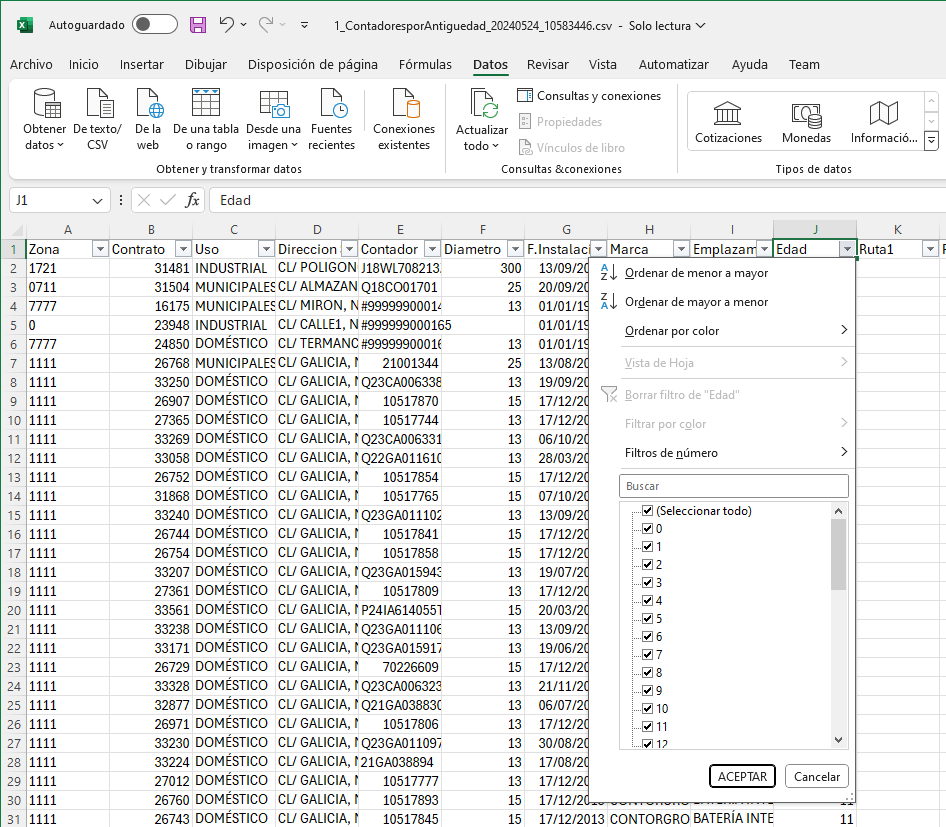 Autoguardado 1_ContadoresporAntiguedad_20240524_10583446.csv - Solo lectura
Archivo Inicio Insertar Dibujar Disposición de página Fórmulas Datos Revisar Vista Automatizar Ayuda Team
Obtener datos
De texto/ CSV
De la web
De una tabla o rango
Desde una imagen
Fuentes recientes
Conexiones existentes
Obtener y transformar datos
Actualizar todo
Consultas y conexiones
Propiedades
Vínculos de libro
Consultas &conexiones
Cotizaciones Monedas Informació...
Tipos de datos
J1 fx Edad
A B C D E F G H I J K
1 Zona Contrato Uso Direccion Contador Diametro F.Instalaci Marca Emplazam Edad Ruta1
2 1721 31481 INDUSTRIAL CL/ POLIGON J18WL708213 300 13/09/20
3 0711 31504 MUNICIPALES CL/ ALMAZAN Q18CO01701 25 20/09/20
4 7777 16175 MUNICIPALES CL/ MIRON, N #99999900014 13 01/01/19
5 0 23948 INDUSTRIAL CL/ CALLE1, N #999999000165 01/01/19
6 7777 24850 DOMÉSTICO CL/ TERMANC #99999900016 13 01/01/19
7 1111 26768 MUNICIPALES CL/ GALICIA, N 21001344 25 13/08/20
8 1111 33250 DOMÉSTICO CL/ GALICIA, N Q23CA006338 13 19/09/20
9 1111 26907 DOMÉSTICO CL/ GALICIA, N 10517870 15 17/12/20
10 1111 27365 DOMÉSTICO CL/ GALICIA, N 10517744 13 17/12/20
11 1111 33269 DOMÉSTICO CL/ GALICIA, N Q23CA006331 13 06/10/20
12 1111 33058 DOMÉSTICO CL/ GALICIA, N Q22GA011610 13 28/03/20
13 1111 26752 DOMÉSTICO CL/ GALICIA, N 10517854 15 17/12/20
14 1111 31868 DOMÉSTICO CL/ GALICIA, N 10517765 15 07/10/20
15 1111 33240 DOMÉSTICO CL/ GALICIA, N Q23GA011102 13 13/09/20
16 1111 26744 DOMÉSTICO CL/ GALICIA, N 10517841 15 17/12/20
17 1111 26754 DOMÉSTICO CL/ GALICIA, N 10517858 15 17/12/20
18 1111 33207 DOMÉSTICO CL/ GALICIA, N Q23GA015943 13 19/07/20
19 1111 27361 DOMÉSTICO CL/ GALICIA, N 10517809 13 17/12/20
20 1111 33561 DOMÉSTICO CL/ GALICIA, N P24IA614055T 15 20/03/20
21 1111 33238 DOMÉSTICO CL/ GALICIA, N Q23GA011106 13 13/09/20
22 1111 33171 DOMÉSTICO CL/ GALICIA, N Q23GA015917 13 19/06/20
23 1111 26729 DOMÉSTICO CL/ GALICIA, N 70226609 15 17/12/20
24 1111 33328 DOMÉSTICO CL/ GALICIA, N Q23CA006323 13 21/11/20
25 1111 32877 DOMÉSTICO CL/ GALICIA, N Q21GA038830 13 06/07/20
26 1111 26971 DOMÉSTICO CL/ GALICIA, N 10517806 13 17/12/20
27 1111 33230 DOMÉSTICO CL/ GALICIA, N Q23GA011097 13 30/08/20
28 1111 33224 DOMÉSTICO CL/ GALICIA, N 21GA038894 13 17/08/20
29 1111 27012 DOMÉSTICO CL/ GALICIA, N 10517777 13 17/12/20
30 1111 26760 DOMÉSTICO CL/ GALICIA, N 10517893 15 17/12/2013
31 1111 26743 DOMÉSTICO CL/ GALICIA, N 10517845 15 17/12/2013 CONTORGRO BATERÍA INTE 11
Ordenar de menor a mayor
Ordenar de mayor a menor
Ordenar por color
Vista de Hoja
Borrar filtro de "Edad"
Filtrar por color
Filtros de número
Buscar
(Seleccionar todo)
0
1
2
3
4
5
6
7
8
9
10
11
12
ACEPTAR Cancelar